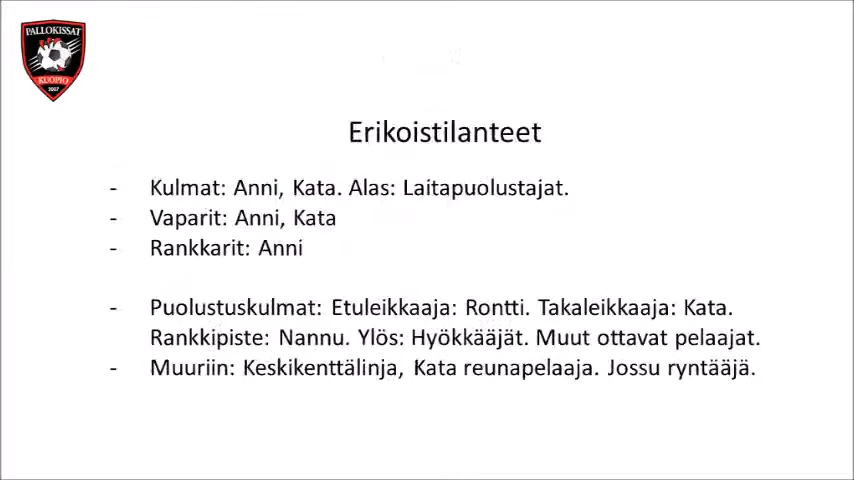 PALLOKISSAT
KUOPIO
2007
Erikoistilanteet
- Kulmat: Anni, Kata. Alas: Laitapuolustajat.
- Vaparit: Anni, Kata
- Rankkarit: Anni
- Puolustuskulmat: Etuleikkaaja: Rontti. Takaleikkaaja: Kata.
Rankkipiste: Nannu. Ylös: Hyökkääjät. Muut ottavat pelaajat.
- Muuriin: Keskikenttälinja, Kata reunapelaaja. Jossu ryntääjä.